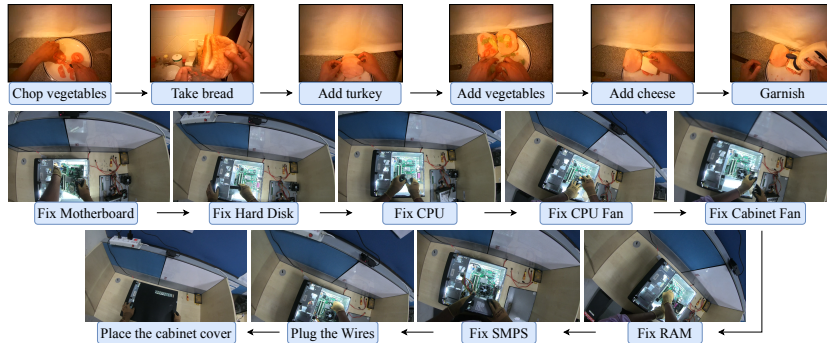 Chop vegetables
Take bread
Add turkey
Add vegetables
Add cheese
Garnish
Fix Motherboard
Fix Hard Disk
Fix CPU
Fix CPU Fan
Fix Cabinet Fan
Place the cabinet cover
Plug the Wires
Fix SMPS
Fix RAM